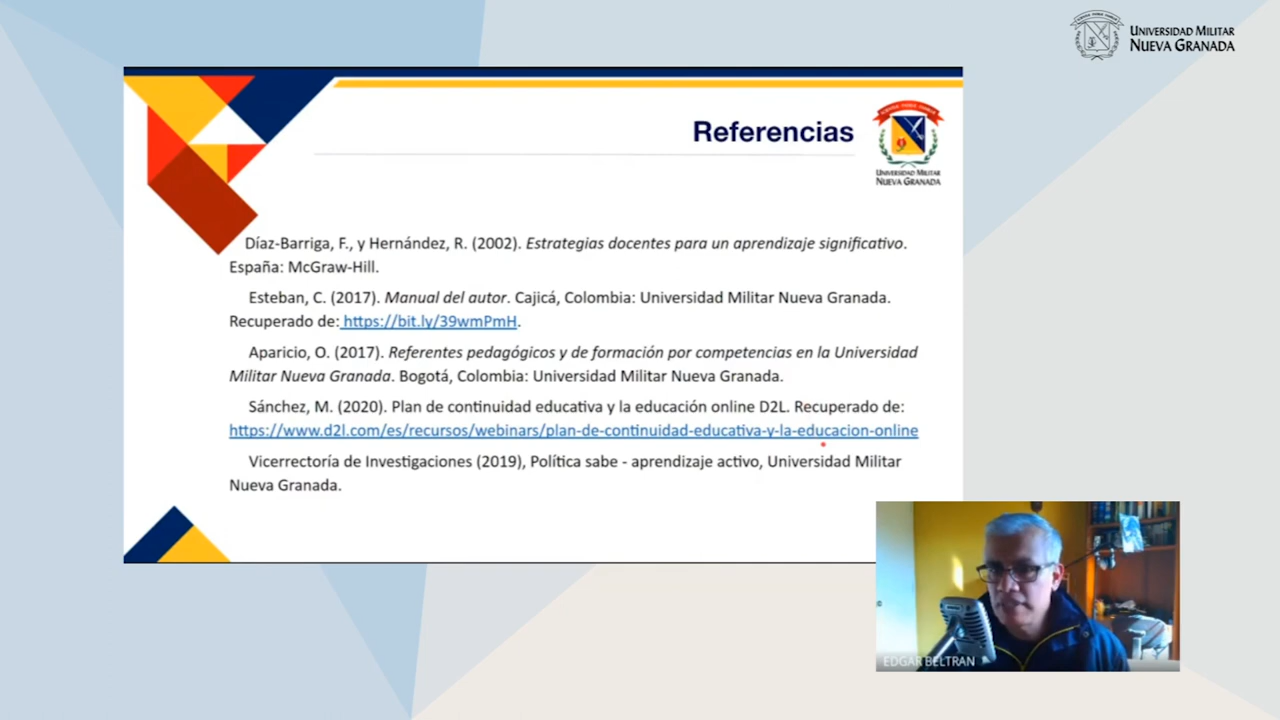 UNIVERSIDAD MILITAR
NUEVA GRANADA
Referencias
UNIVERSIDAD MILITAR
NUEVA GRANADA
Díaz-Barriga, F., y Hernández, R. (2002). Estrategias docentes para un aprendizaje significativo.
España: McGraw-Hill.
Esteban, C. (2017). Manual del autor. Cajicá, Colombia: Universidad Militar Nueva Granada.
Recuperado de: https://bit.ly/39wmPmH.
Aparicio, O. (2017). Referentes pedagógicos y de formación por competencias en la Universidad
Militar Nueva Granada. Bogotá, Colombia: Universidad Militar Nueva Granada.
Sánchez, M. (2020). Plan de continuidad educativa y la educación online D2L. Recuperado de:
https://www.d2l.com/es/recursos/webinars/plan-de-continuidad-educativa-y-la-educacion-online
Vicerrectoría de Investigaciones (2019), Política sabe - aprendizaje activo, Universidad Militar
Nueva Granada.
EDGAR BELTRAN